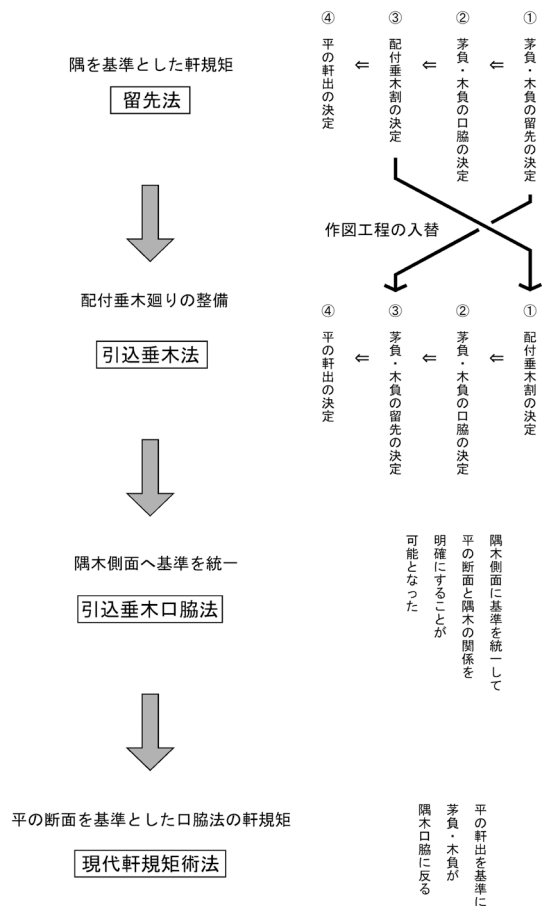 隅を基準とした軒規矩
留先法
①
茅負・木負の留先の決定
⇐
②
茅負・木負の口脇の決定
⇐
③
配付垂木割の決定
⇐
④
平の軒出の決定
作図工程の入替
配付垂木廻りの整備
引込垂木法
①
配付垂木割の決定
⇐
②
茅負・木負の口脇の決定
⇐
③
茅負・木負の留先の決定
⇐
④
平の軒出の決定
隅木側面へ基準を統一
引込垂木口脇法
隅木側面に基準を統一して
平の断面と隅木の関係を
明確にすることが
可能となった
平の断面を基準とした口脇法の軒規矩
現代軒規矩術法
平の軒出を基準に
茅負・木負が
隅木口脇に反る